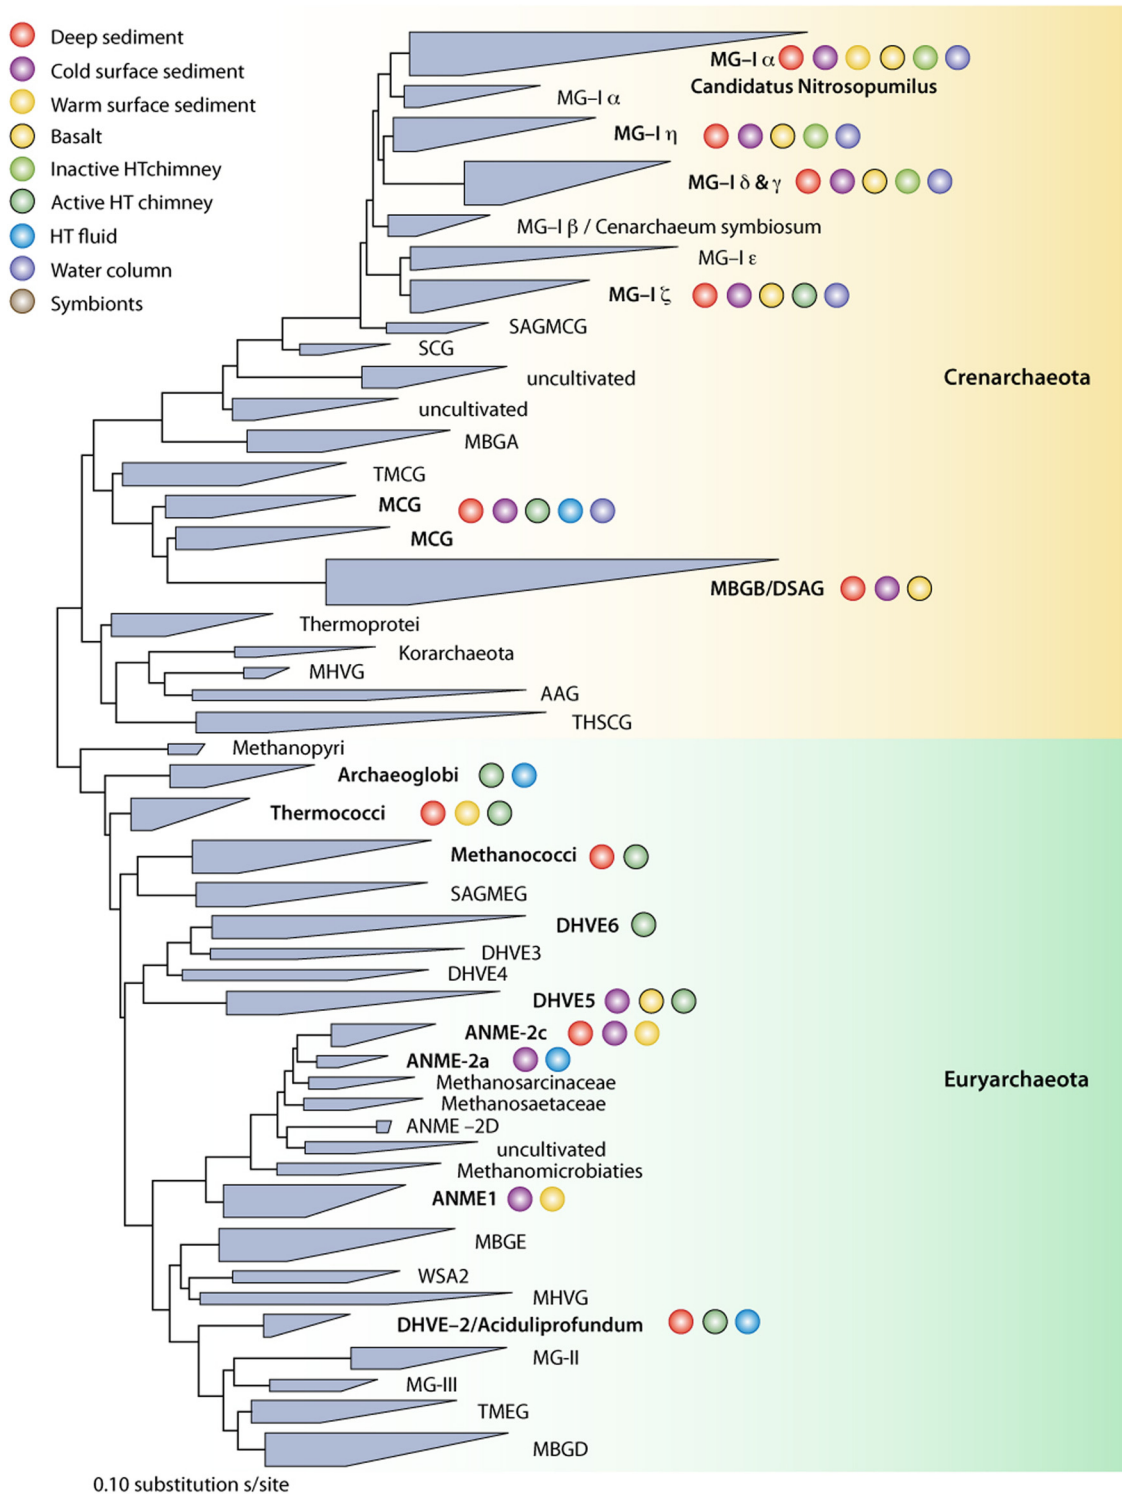 Deep sediment
Cold surface sediment
Warm surface sediment
Basalt
Inactive HTchimney
Active HT chimney
HT fluid
Water column
Symbionts
MG–I α
Candidatus Nitrosopumilus
MG–I α
MG–I η
MG–I δ & γ
MG–I β / Cenarchaeum symbiosum
MG–I ε
MG–I ζ
SAGMCG
SCG
uncultivated
Crenarchaeota
uncultivated
MBGA
TMCG
MCG
MCG
MBGB/DSAG
Thermoprotei
Korarchaeota
MHVG
AAG
THSCG
Methanopyri
Archaeoglobi
Thermococci
Methanococci
SAGMEG
DHVE6
DHVE3
DHVE4
DHVE5
ANME-2c
ANME-2a
Methanosarcinaceae
Euryarchaeota
Methanosaetaceae
ANME –2D
uncultivated
Methanomicrobiaties
ANME1
MBGE
WSA2
MHVG
DHVE–2/Aciduliprofundum
MG-II
MG-III
TMEG
MBGD
0.10 substitution s/site